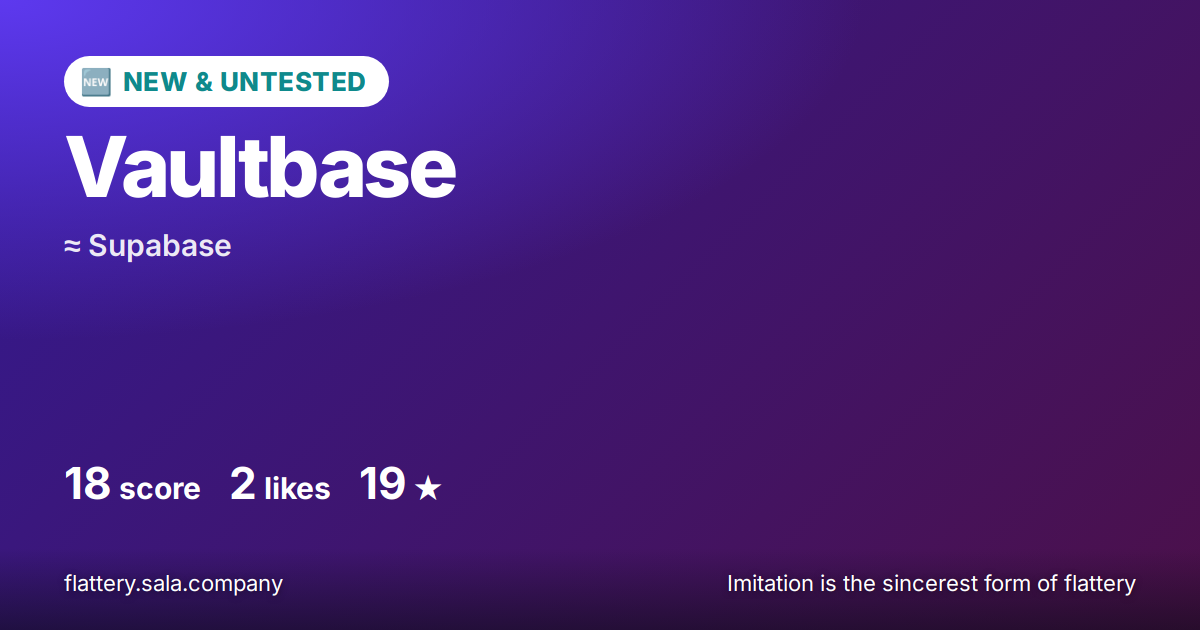 🆕 NEW & UNTESTED
Vaultbase
≈ Supabase
18 score 2 likes 19 ★
flattery.sala.company
Imitation is the sincerest form of flattery